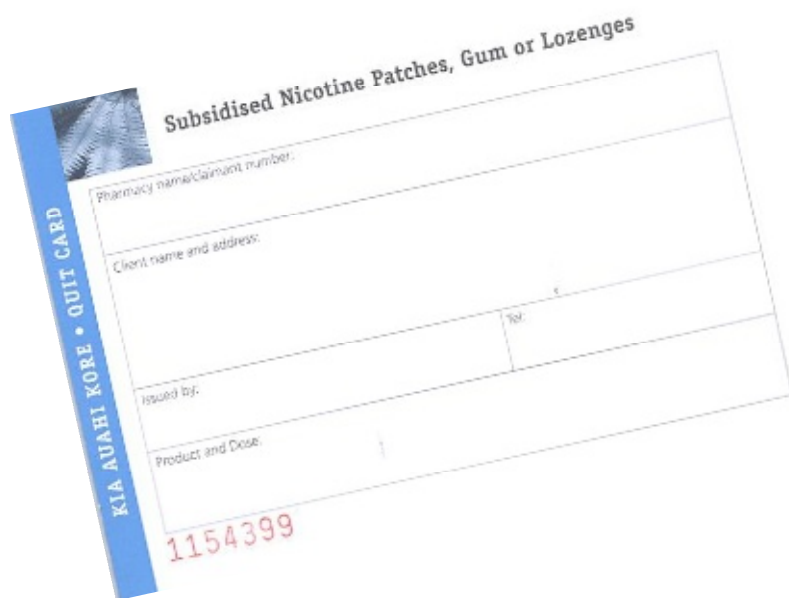 Subsidised Nicotine Patches, Gum or Lozenges
KIA AUAHI KORE • QUIT CARD
Pharmacy name/claimant number:
Client name and address:
Issued by:
Tel:
Product and Dose:
1154399